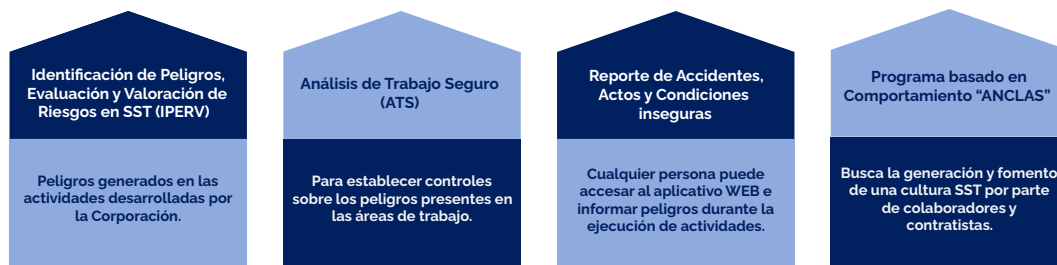 Identificación de Peligros,
Evaluación y Valoración de
Riesgos en SST (IPERV)
Peligros generados en las
actividades desarrolladas por
la Corporación.
Análisis de Trabajo Seguro
(ATS)
Para establecer controles
sobre los peligros presentes en
las áreas de trabajo.
Reporte de Accidentes,
Actos y Condiciones
inseguras
Cualquier persona puede
accesar al aplicativo WEB e
informar peligros durante la
ejecución de actividades.
Programa basado en
Comportamiento “ANCLAS”
Busca la generación y fomento
de una cultura SST por parte
de colaboradores y
contratistas.